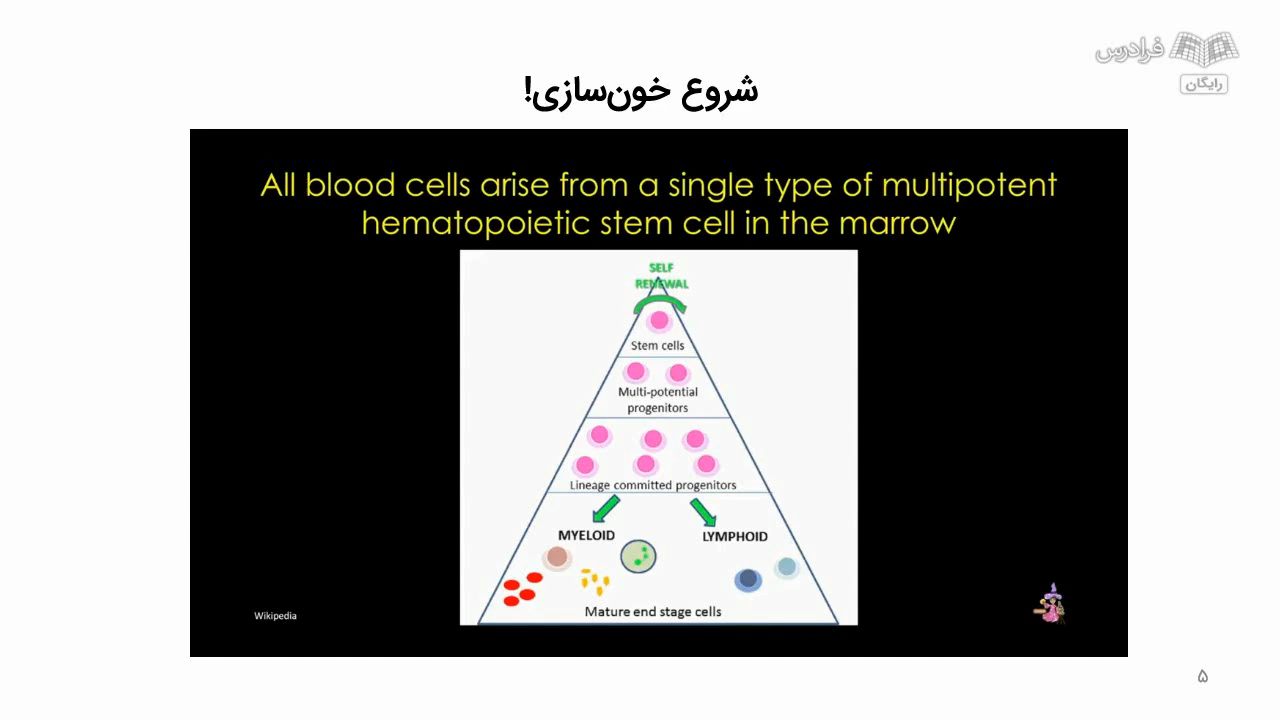 فرادرس
رایگان
شروع خون‌سازی!
All blood cells arise from a single type of multipotent
hematopoietic stem cell in the marrow
SELF
RENEWAL
Stem cells
Multi-potential
progenitors
Lineage committed progenitors
MYELOID
LYMPHOID
Mature end stage cells
Wikipedia
۵